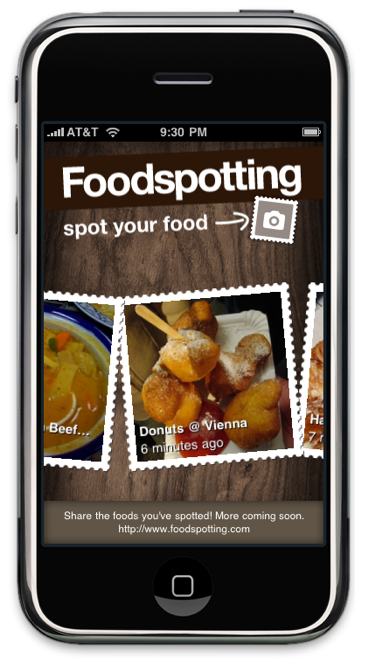 AT&T 9:30 PM
Foodspotting
spot your food
Beef...
Donuts @ Vienna
6 minutes ago
Ha
7 
Share the foods you've spotted! More coming soon.
http://www.foodspotting.com